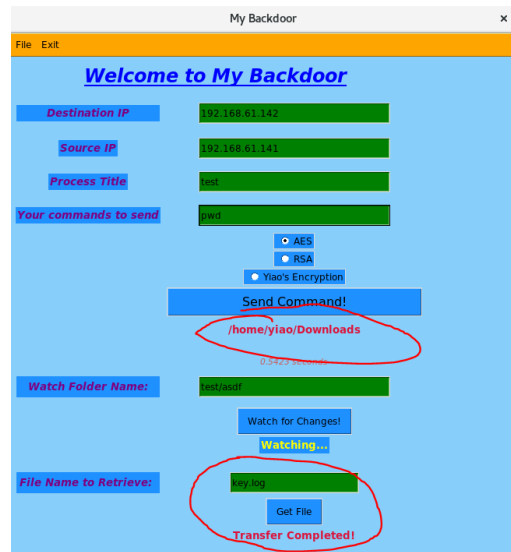 My Backdoor ×
File Exit
Welcome to My Backdoor
Destination IP 192.168.61.142
Source IP 192.168.61.141
Process Title test
Your commands to send pwd
AES
RSA
Yiao's Encryption
Send Command!
/home/yiao/Downloads
0.5423 seconds
Watch Folder Name: test/asdf
Watch for Changes!
Watching...
File Name to Retrieve: key.log
Get File
Transfer Completed!